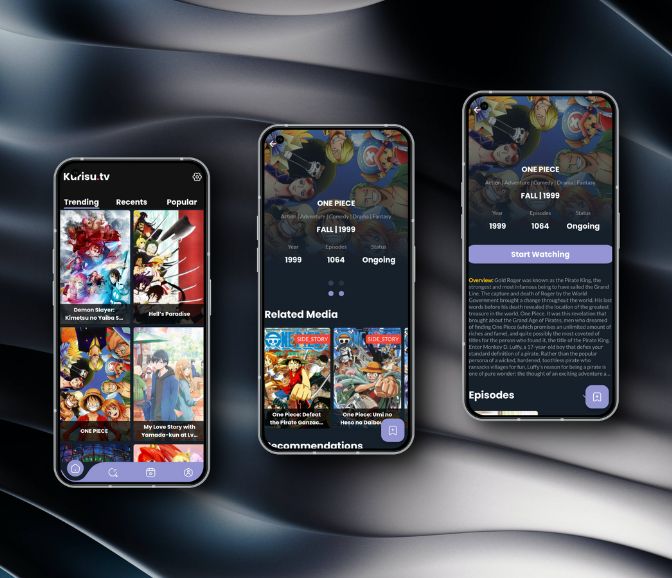 Kurisu.tv
Trending
Recents
Popular
Demon Slayer:
Kimetsu no Yaiba S...
Hell's Paradise
ONE PIECE
My Love Story with
Yamada-kun at Lv...
ONE PIECE
Action | Adventure | Comedy | Drama | Fantasy
FALL | 1999
Year
Episodes
Status
1999
1064
Ongoing
Related Media
SIDE_STORY
SIDE_STORY
One Piece: Defeat
the Pirate Ganzac...
One Piece: Umi no
Heso no Daibou...
Recommendations
ONE PIECE
Action | Adventure | Comedy | Drama | Fantasy
FALL | 1999
Year
Episodes
Status
1999
1064
Ongoing
Start Watching
Overview: Gold Roger was known as the Pirate King, the
strongest and most infamous being to have sailed the Grand
Line. The capture and death of Roger by the World
Government brought a change throughout the world. His last
words before his death revealed the location of the greatest
treasure in the world, One Piece. It was this revelation that
brought about the Grand Age of Pirates, men who dreamed
of finding One Piece (which promises an unlimited amount of
riches and fame), and quite possibly the most coveted of
titles for the person who found it, the title of the Pirate King.
Enter Monkey D. Luffy, a 17-year-old boy that defies your
standard definition of a pirate. Rather than the popular
persona of a wicked, hardened, toothless pirate who
ransacks villages for fun, Luffy's reason for being a pirate is
one of pure wonder: the thought of an exciting adventure a...
Episodes